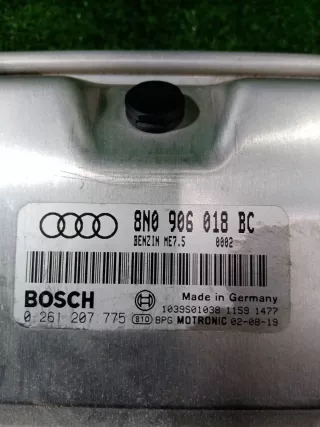 8N0 906 018 BC
BENZIN ME7.5 0002
BOSCH
Made in Germany
0 261 207 775
1039S01038 1159 1477
BTO BPG MOTRONIC 02-08-19